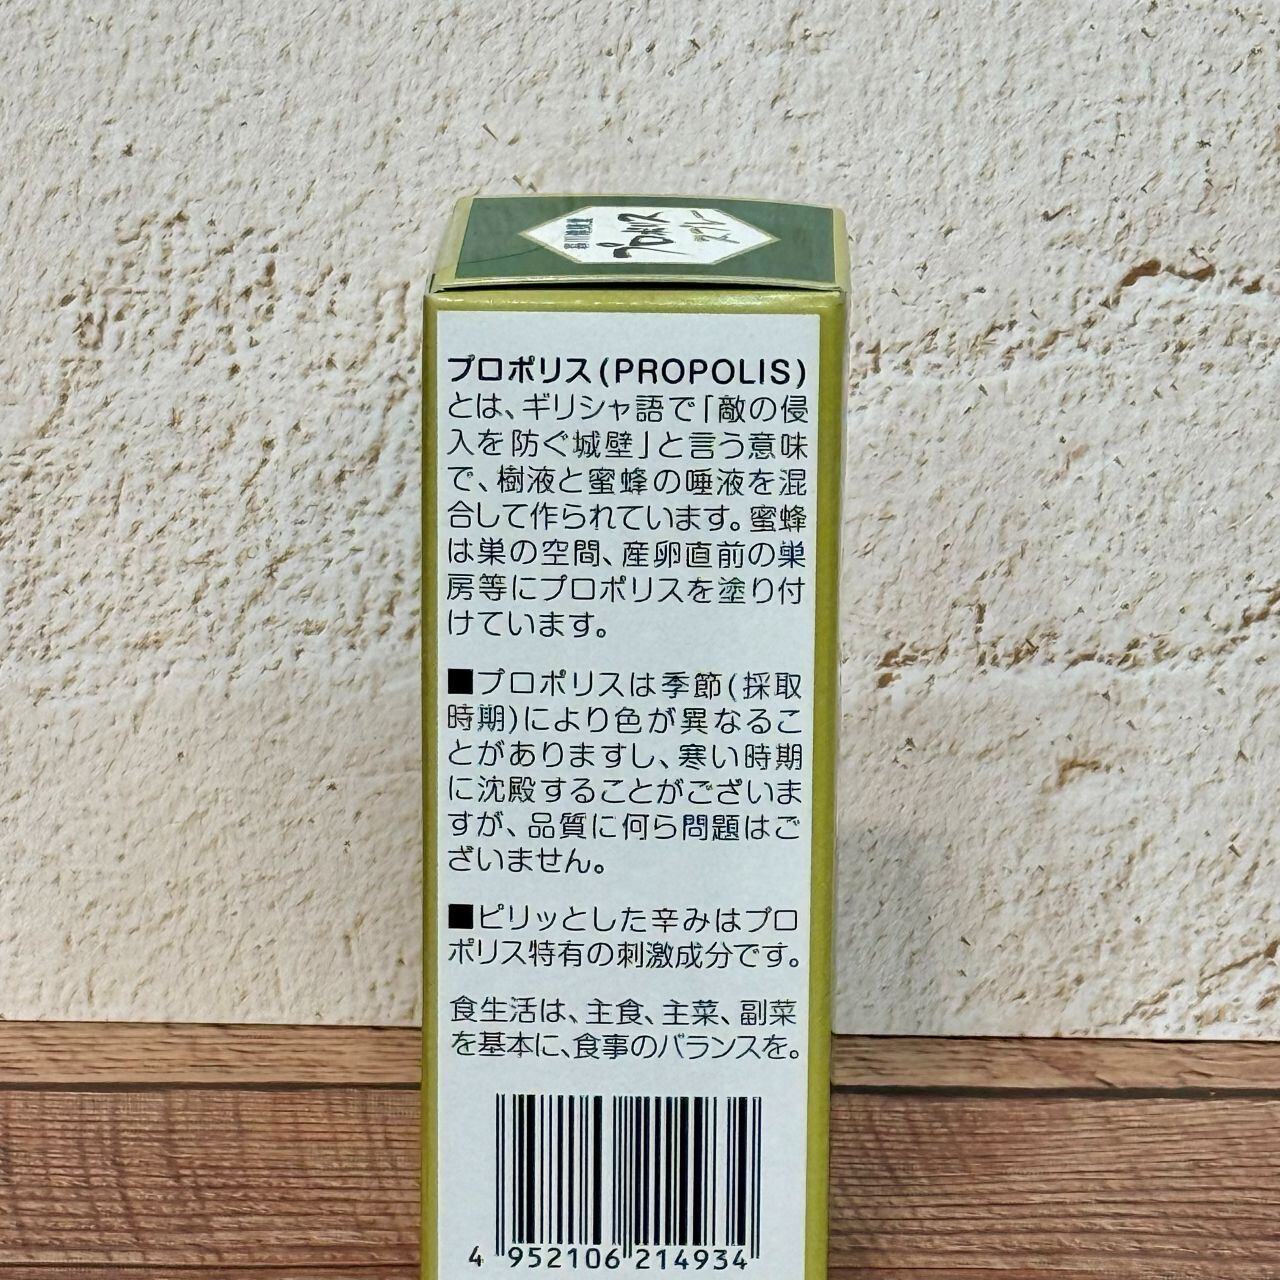 プロポリス
スプレー
プロポリス(PROPOLIS)
とは、ギリシャ語で「敵の侵
入を防ぐ城壁」と言う意味
で、樹液と蜜蜂の唾液を混
合して作られています。蜜蜂
は巣の空間、産卵直前の巣
房等にプロポリスを塗り付
けています。
■プロポリスは季節(採取
時期)により色が異なるこ
とがありますし、寒い時期
に沈殿することがございま
すが、品質に何ら問題はご
ざいません。
■ピリッとした辛みはプロ
ポリス特有の刺激成分です。
食生活は、主食、主菜、副菜
を基本に、食事のバランスを。
4 952106 214934